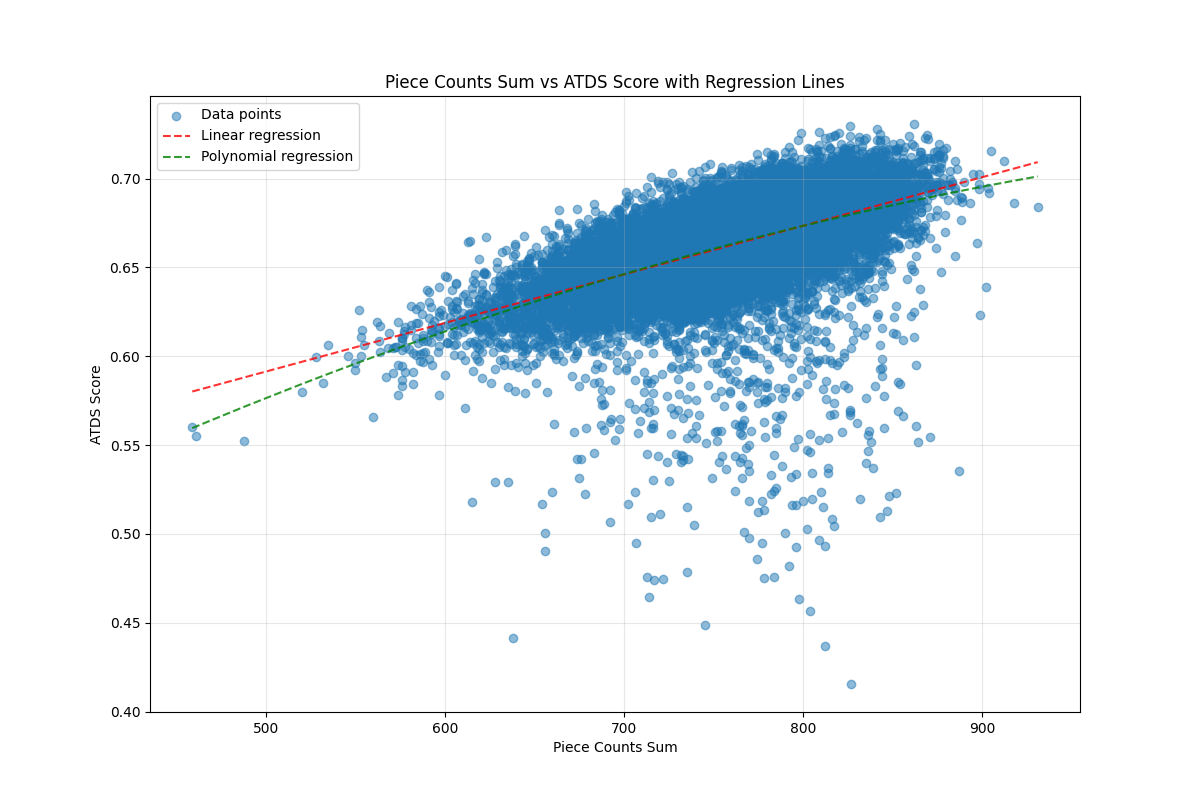 Piece Counts Sum vs ATDS Score with Regression Lines
Data points
Linear regression
Polynomial regression
ATDS Score
0.70
0.65
0.60
0.55
0.50
0.45
0.40
500 600 700 800 900
Piece Counts Sum